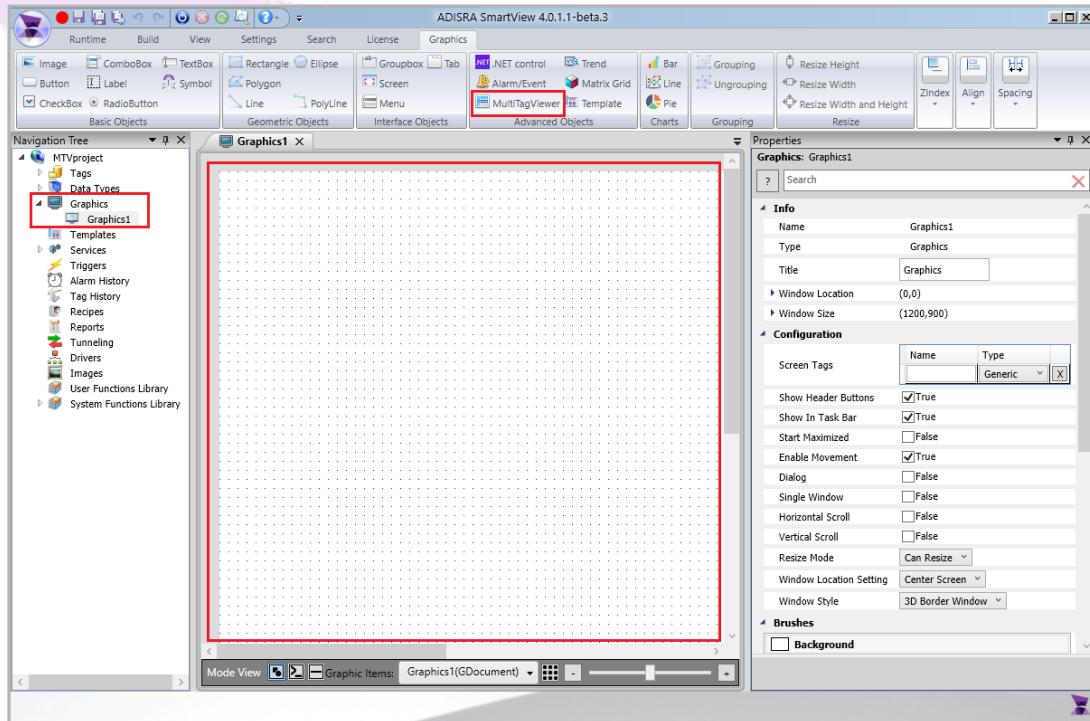 ADISRA SmartView 4.0.1.1-beta.3
Runtime Build View Settings Search License Graphics
Image ComboBox TextBox Rectangle Ellipse Groupbox Tab .NET .NET control Trend Bar Grouping Resize Height
Button Label Symbol Polygon Screen Alarm/Event Matrix Grid Line Ungrouping Resize Width ZIndex Align Spacing
CheckBox RadioButton Line PolyLine Menu MultiTagViewer Template Pie Resize Width and Height
Basic Objects Geometric Objects Interface Objects Advanced Objects Charts Grouping Resize
Navigation Tree Graphics1 X Properties
MTVproject Graphics: Graphics1
Tags ? Search
Data Types
Graphics Info
Graphics1 Name Graphics1
Templates Type Graphics
Services
Triggers Title Graphics
Alarm History
Tag History Window Location (0,0)
Recipes Window Size (1200,900)
Reports
Tunneling Configuration
Drivers Name Type
Images Screen Tags Generic X
User Functions Library
System Functions Library Show Header Buttons True
Show In Task Bar True
Start Maximized False
Enable Movement True
Dialog False
Single Window False
Horizontal Scroll False
Vertical Scroll False
Resize Mode Can Resize
Window Location Setting Center Screen
Window Style 3D Border Window
Brushes
Background
Mode View Graphic Items: Graphics1(GDocument) - +